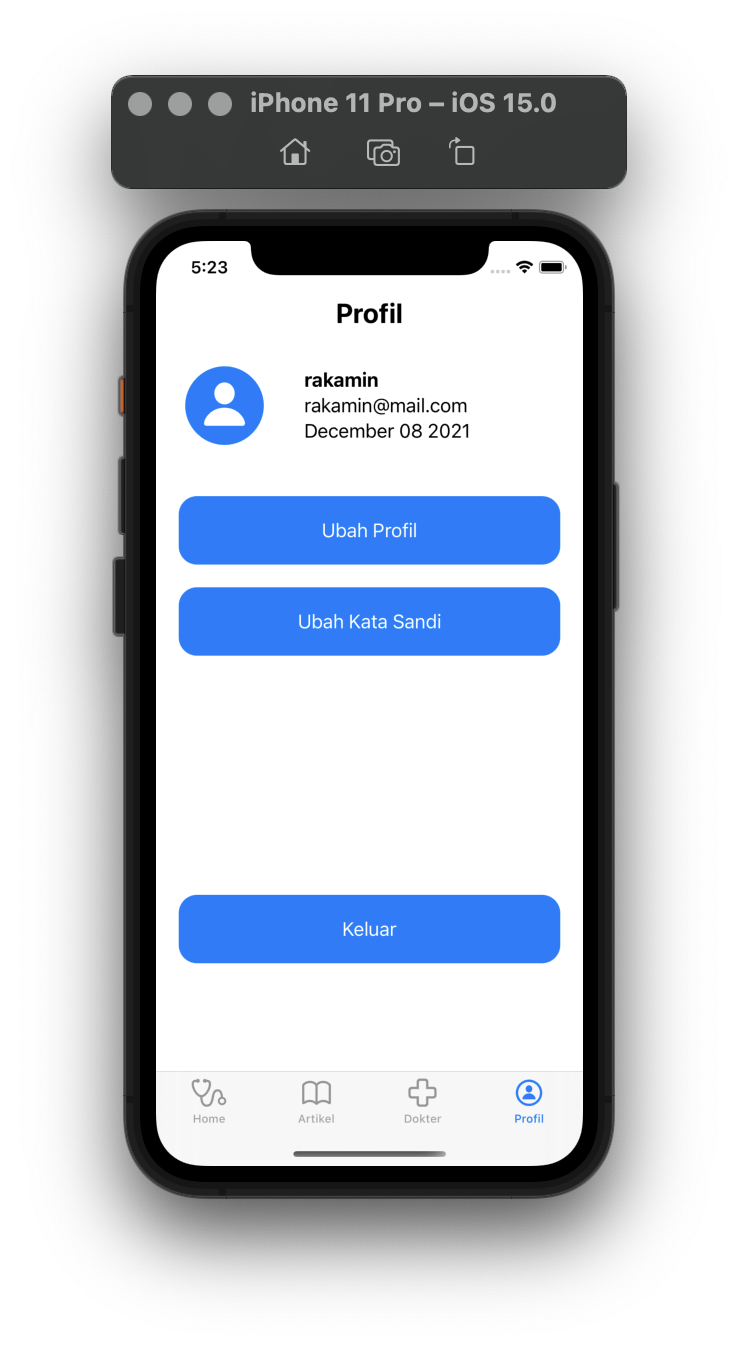 iPhone 11 Pro – iOS 15.0
5:23
Profil
rakamin
rakamin@mail.com
December 08 2021
Ubah Profil
Ubah Kata Sandi
Keluar
Home Artikel Dokter Profil